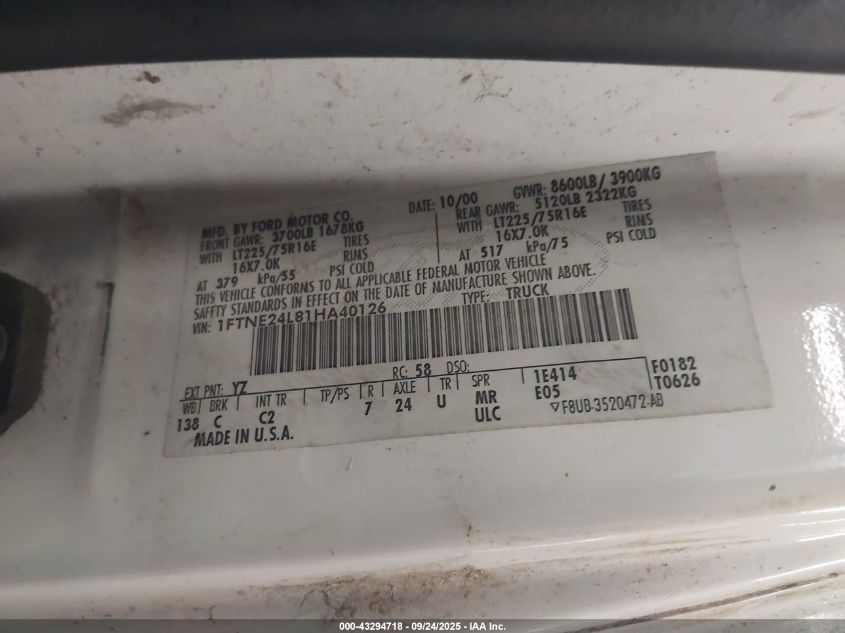 MFD. BY FORD MOTOR CO.
DATE: 10/00 GVWR: 8600LB/ 3900KG
FRONT GAWR: 3700LB 1678KG
REAR GAWR: 5120LB 2322KG
WITH LT225/75R16E TIRES
WITH LT225/75R16E TIRES
16X7.0K RIMS
16X7.0K RIMS
AT 379 kPa/55 PSI COLD
AT 517 kPa/75 PSI COLD
THIS VEHICLE CONFORMS TO ALL APPLICABLE FEDERAL MOTOR VEHICLE
SAFTY STANDARDS IN EFFECT ON THE DATE OF MANUFACTURE SHOWN ABOVE.
VIN: 1FTNE24L81HA40126 TYPE: TRUCK
EXT PNT: YZ RC: 58 DSO:
WB BRK INT TR TP/PS R AXLE TR SPR 1E414 F0182
138 C C2 7 24 U MR E05 T0626
ULC
MADE IN U.S.A. ▽F8UB-3520472-AB
000-43294718 - 09/24/2025 - IAA Inc.